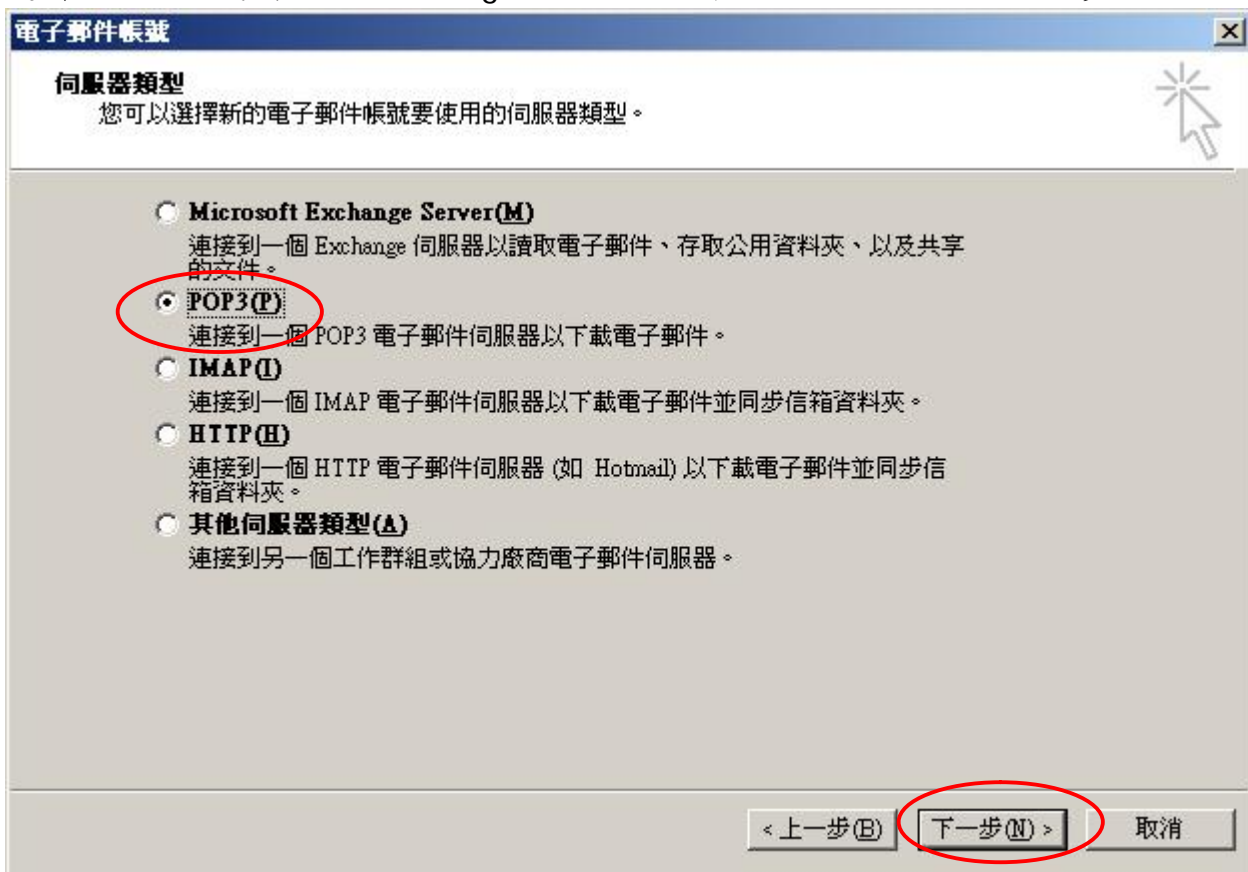 電子郵件帳號
伺服器類型
您可以選擇新的電子郵件帳號要使用的伺服器類型。
Microsoft Exchange Server(M)
連接到一個 Exchange 伺服器以讀取電子郵件、存取公用資料夾、以及共享
的文件。
POP3(P)
連接到一個 POP3 電子郵件伺服器以下載電子郵件。
IMAP(I)
連接到一個 IMAP 電子郵件伺服器以下載電子郵件並同步信箱資料夾。
HTTP(H)
連接到一個 HTTP 電子郵件伺服器 (如 Hotmail) 以下載電子郵件並同步信
箱資料夾。
其他伺服器類型(A)
連接到另一個工作群組或協力廠商電子郵件伺服器。
<上一步(B) 下一步(N) > 取消